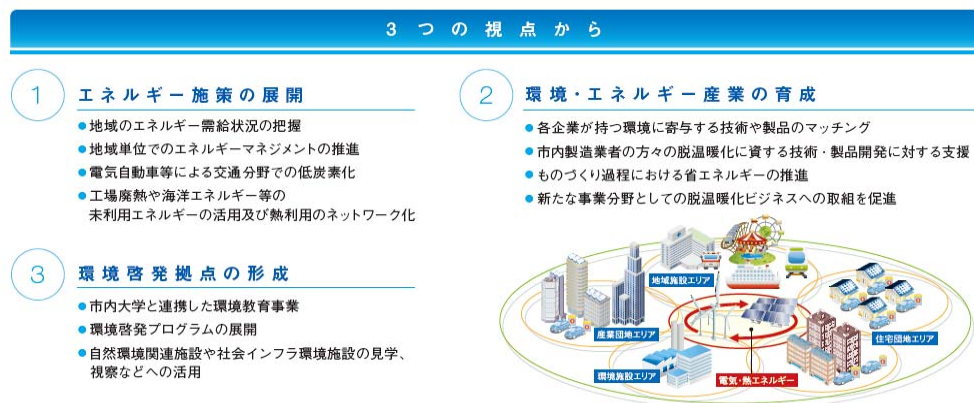 3つの視点から
1 エネルギー施策の展開
●地域のエネルギー需給状況の把握
●地域単位でのエネルギーマネジメントの推進
●電気自動車等による交通分野での低炭素化
●工場廃熱や海洋エネルギー等の
未利用エネルギーの活用及び熱利用のネットワーク化
2 環境・エネルギー産業の育成
●各企業が持つ環境に寄与する技術や製品のマッチング
●市内製造業者の方々の脱温暖化に資する技術・製品開発に対する支援
●ものづくり過程における省エネルギーの推進
●新たな事業分野としての脱温暖化ビジネスへの取組を促進
3 環境啓発拠点の形成
●市内大学と連携した環境教育事業
●環境啓発プログラムの展開
●自然環境関連施設や社会インフラ環境施設の見学、
視察などへの活用
地域施設エリア
産業団地エリア
住宅団地エリア
環境施設エリア
電気・熱エネルギー